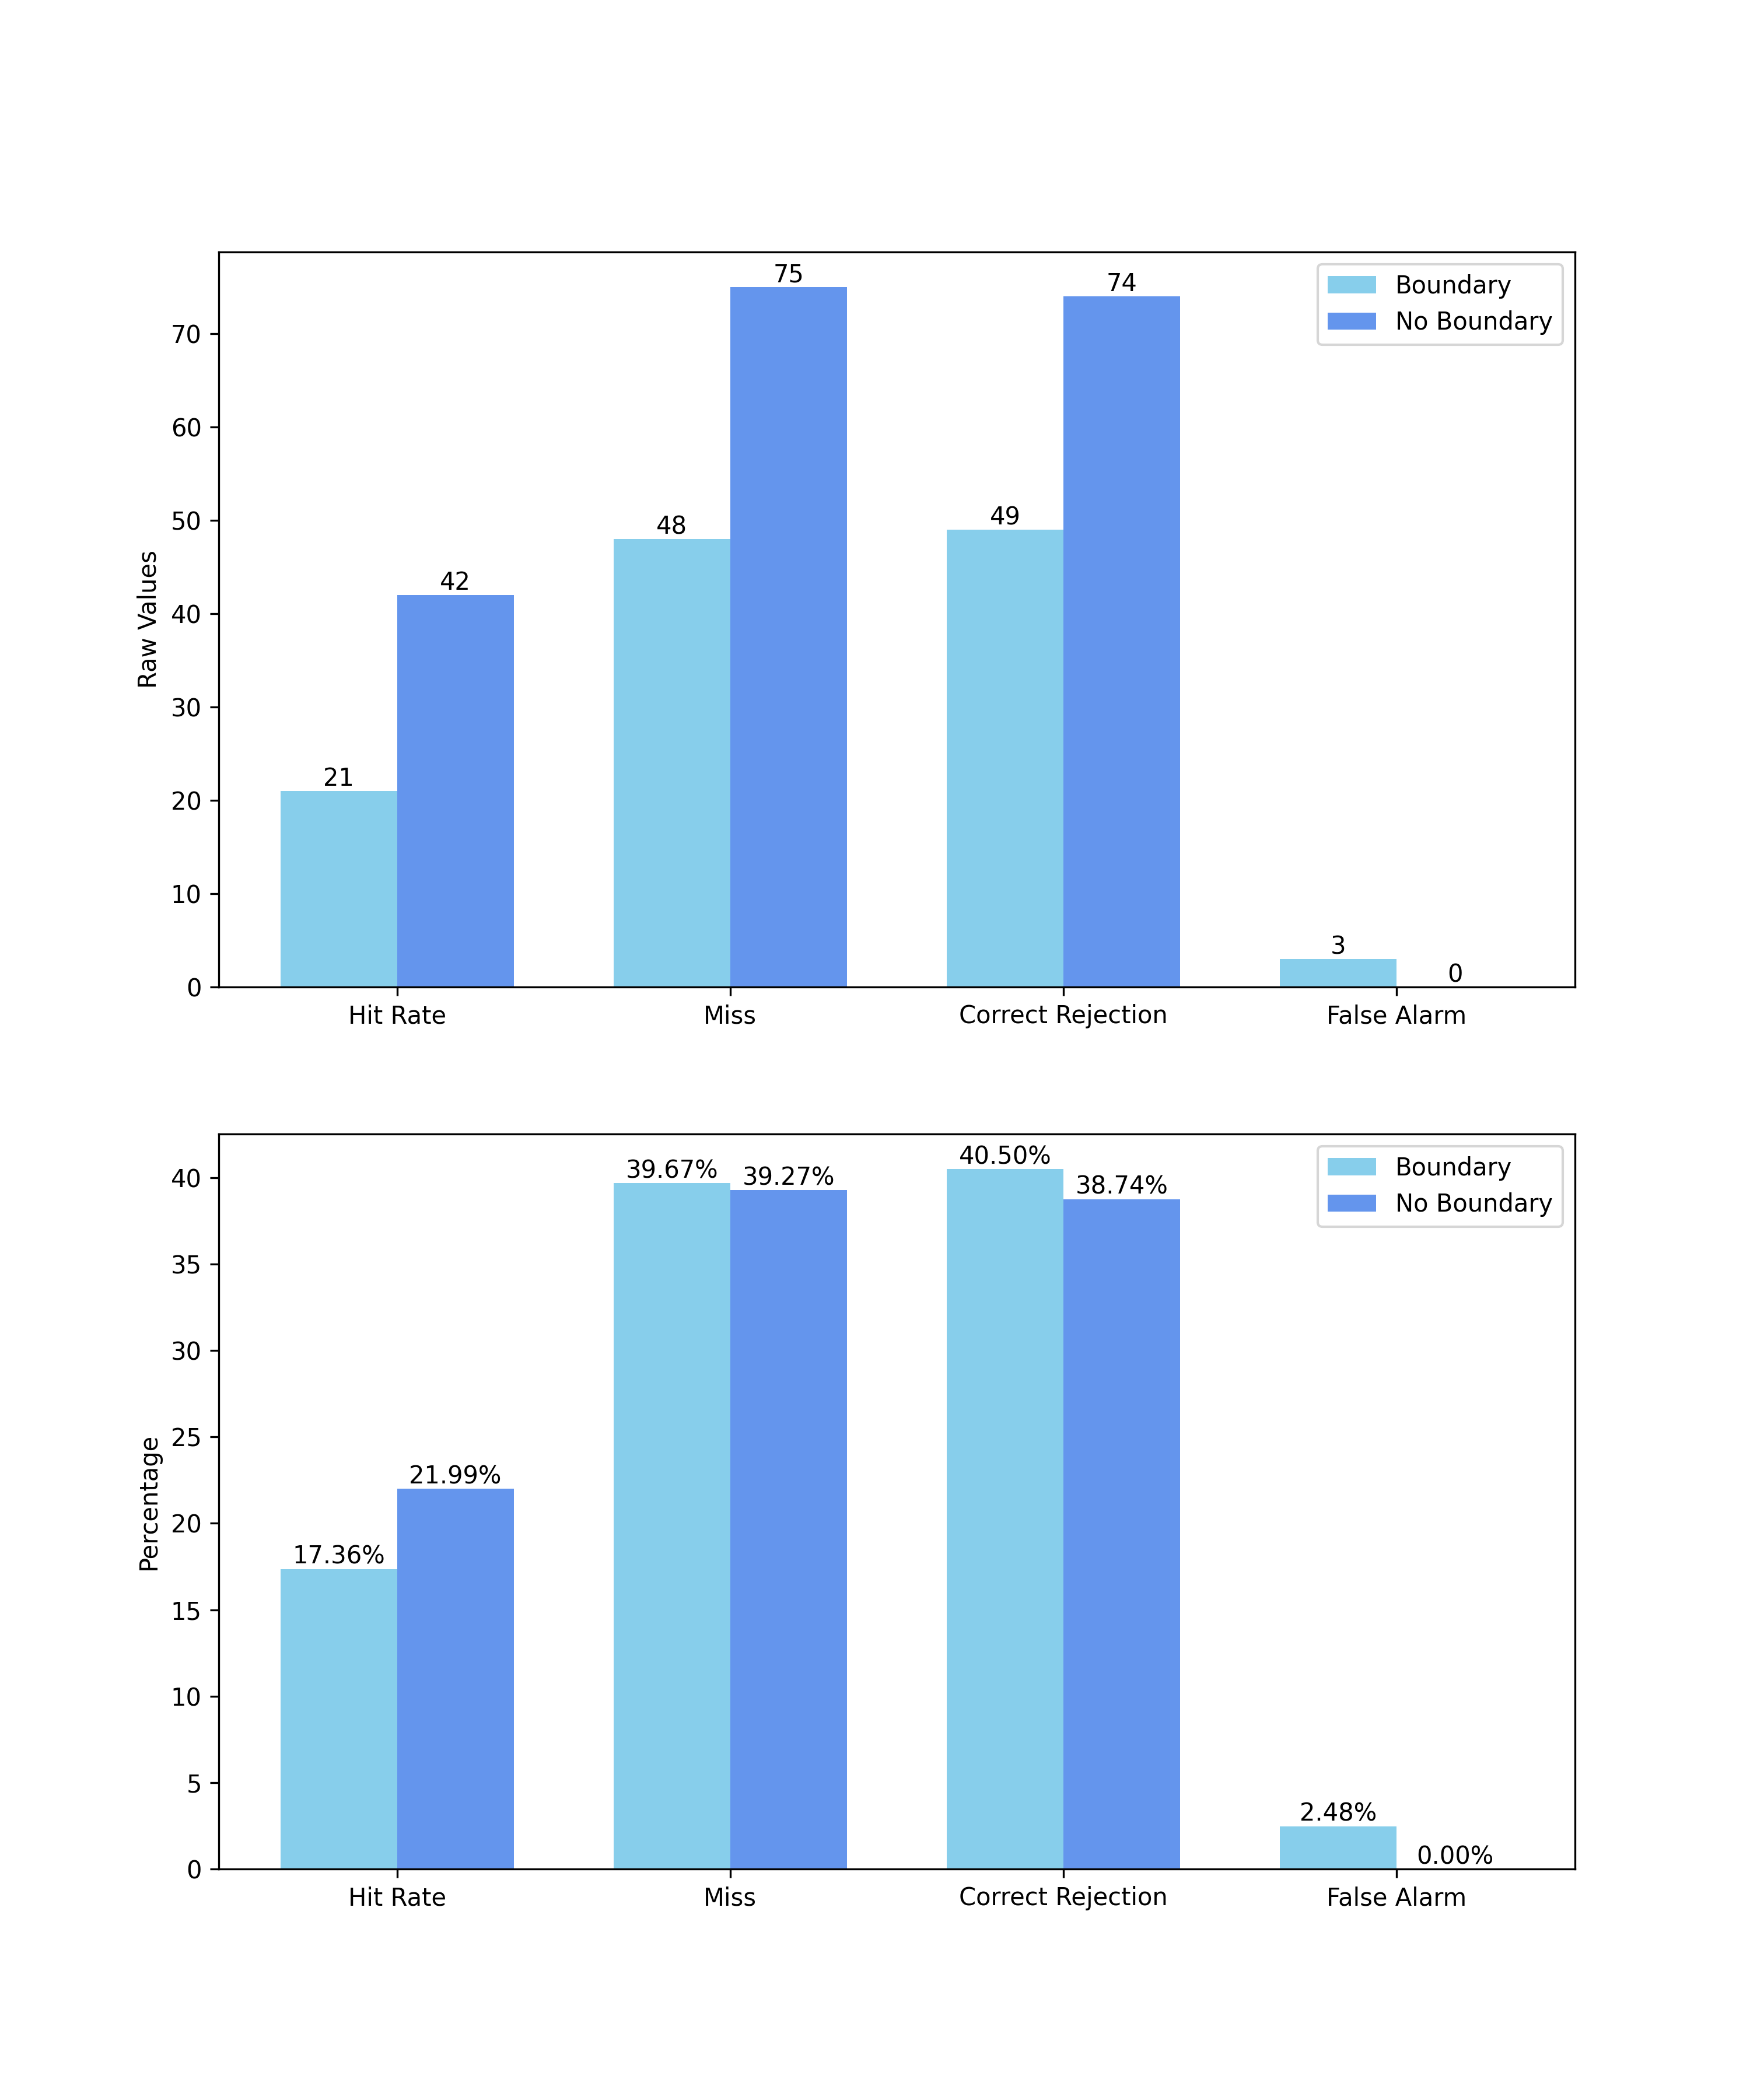 75
74
Boundary
No Boundary
70
60
50
48
49
42
40
Raw Values
30
21
20
10
3
0
0
Hit Rate
Miss
Correct Rejection
False Alarm
40.50%
39.67%
39.27%
38.74%
Boundary
No Boundary
40
35
30
25
Percentage
21.99%
20
17.36%
15
10
5
2.48%
0.00%
0
Hit Rate
Miss
Correct Rejection
False Alarm